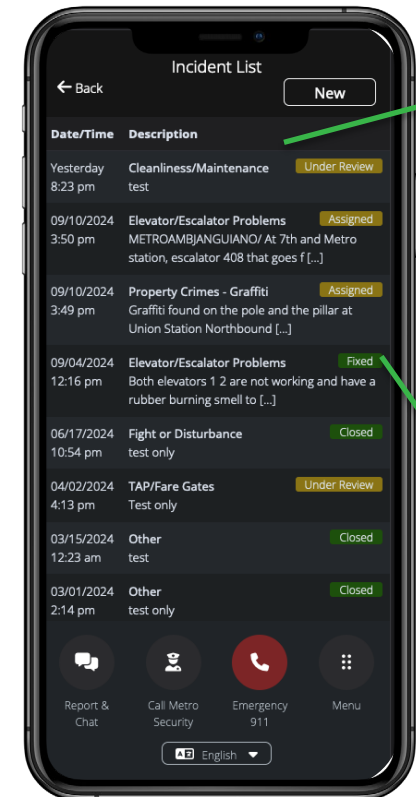 Incident List
Back
New
Date/Time Description
Yesterday Cleanliness/Maintenance Under Review
8:23 pm test
09/10/2024 Elevator/Escalator Problems Assigned
3:50 pm METROAMBJANGUIANO/ At 7th and Metro
station, escalator 408 that goes f [...]
09/10/2024 Property Crimes - Graffiti Assigned
3:49 pm Graffiti found on the pole and the pillar at
Union Station Northbound [...]
09/04/2024 Elevator/Escalator Problems Fixed
12:16 pm Both elevators 1 2 are not working and have a
rubber burning smell to [...]
06/17/2024 Fight or Disturbance Closed
10:54 pm test only
04/02/2024 TAP/Fare Gates Under Review
4:13 pm Test only
03/15/2024 Other Closed
12:23 am test
03/01/2024 Other Closed
2:14 pm test only
Report & Call Metro Emergency Menu
Chat Security 911
English